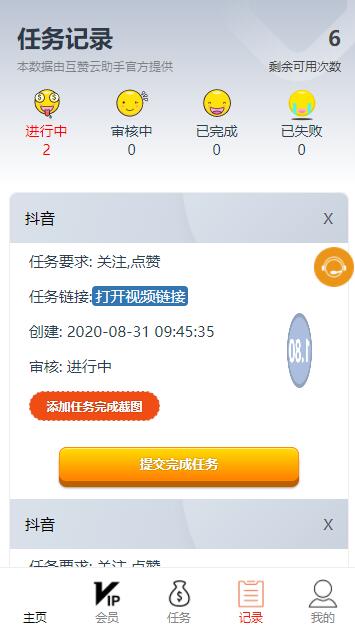 任务记录
6
本数据由互赞云助手官方提供
剩余可用次数
进行中
审核中
已完成
已失败
2
0
0
0
抖音
X
任务要求: 关注,点赞
任务链接:打开视频链接
创建: 2020-08-31 09:45:35
审核: 进行中
1.80
添加任务完成截图
提交完成任务
抖音
X
任务要求: 关注,点赞
主页
VIP
会员
任务
记录
我的